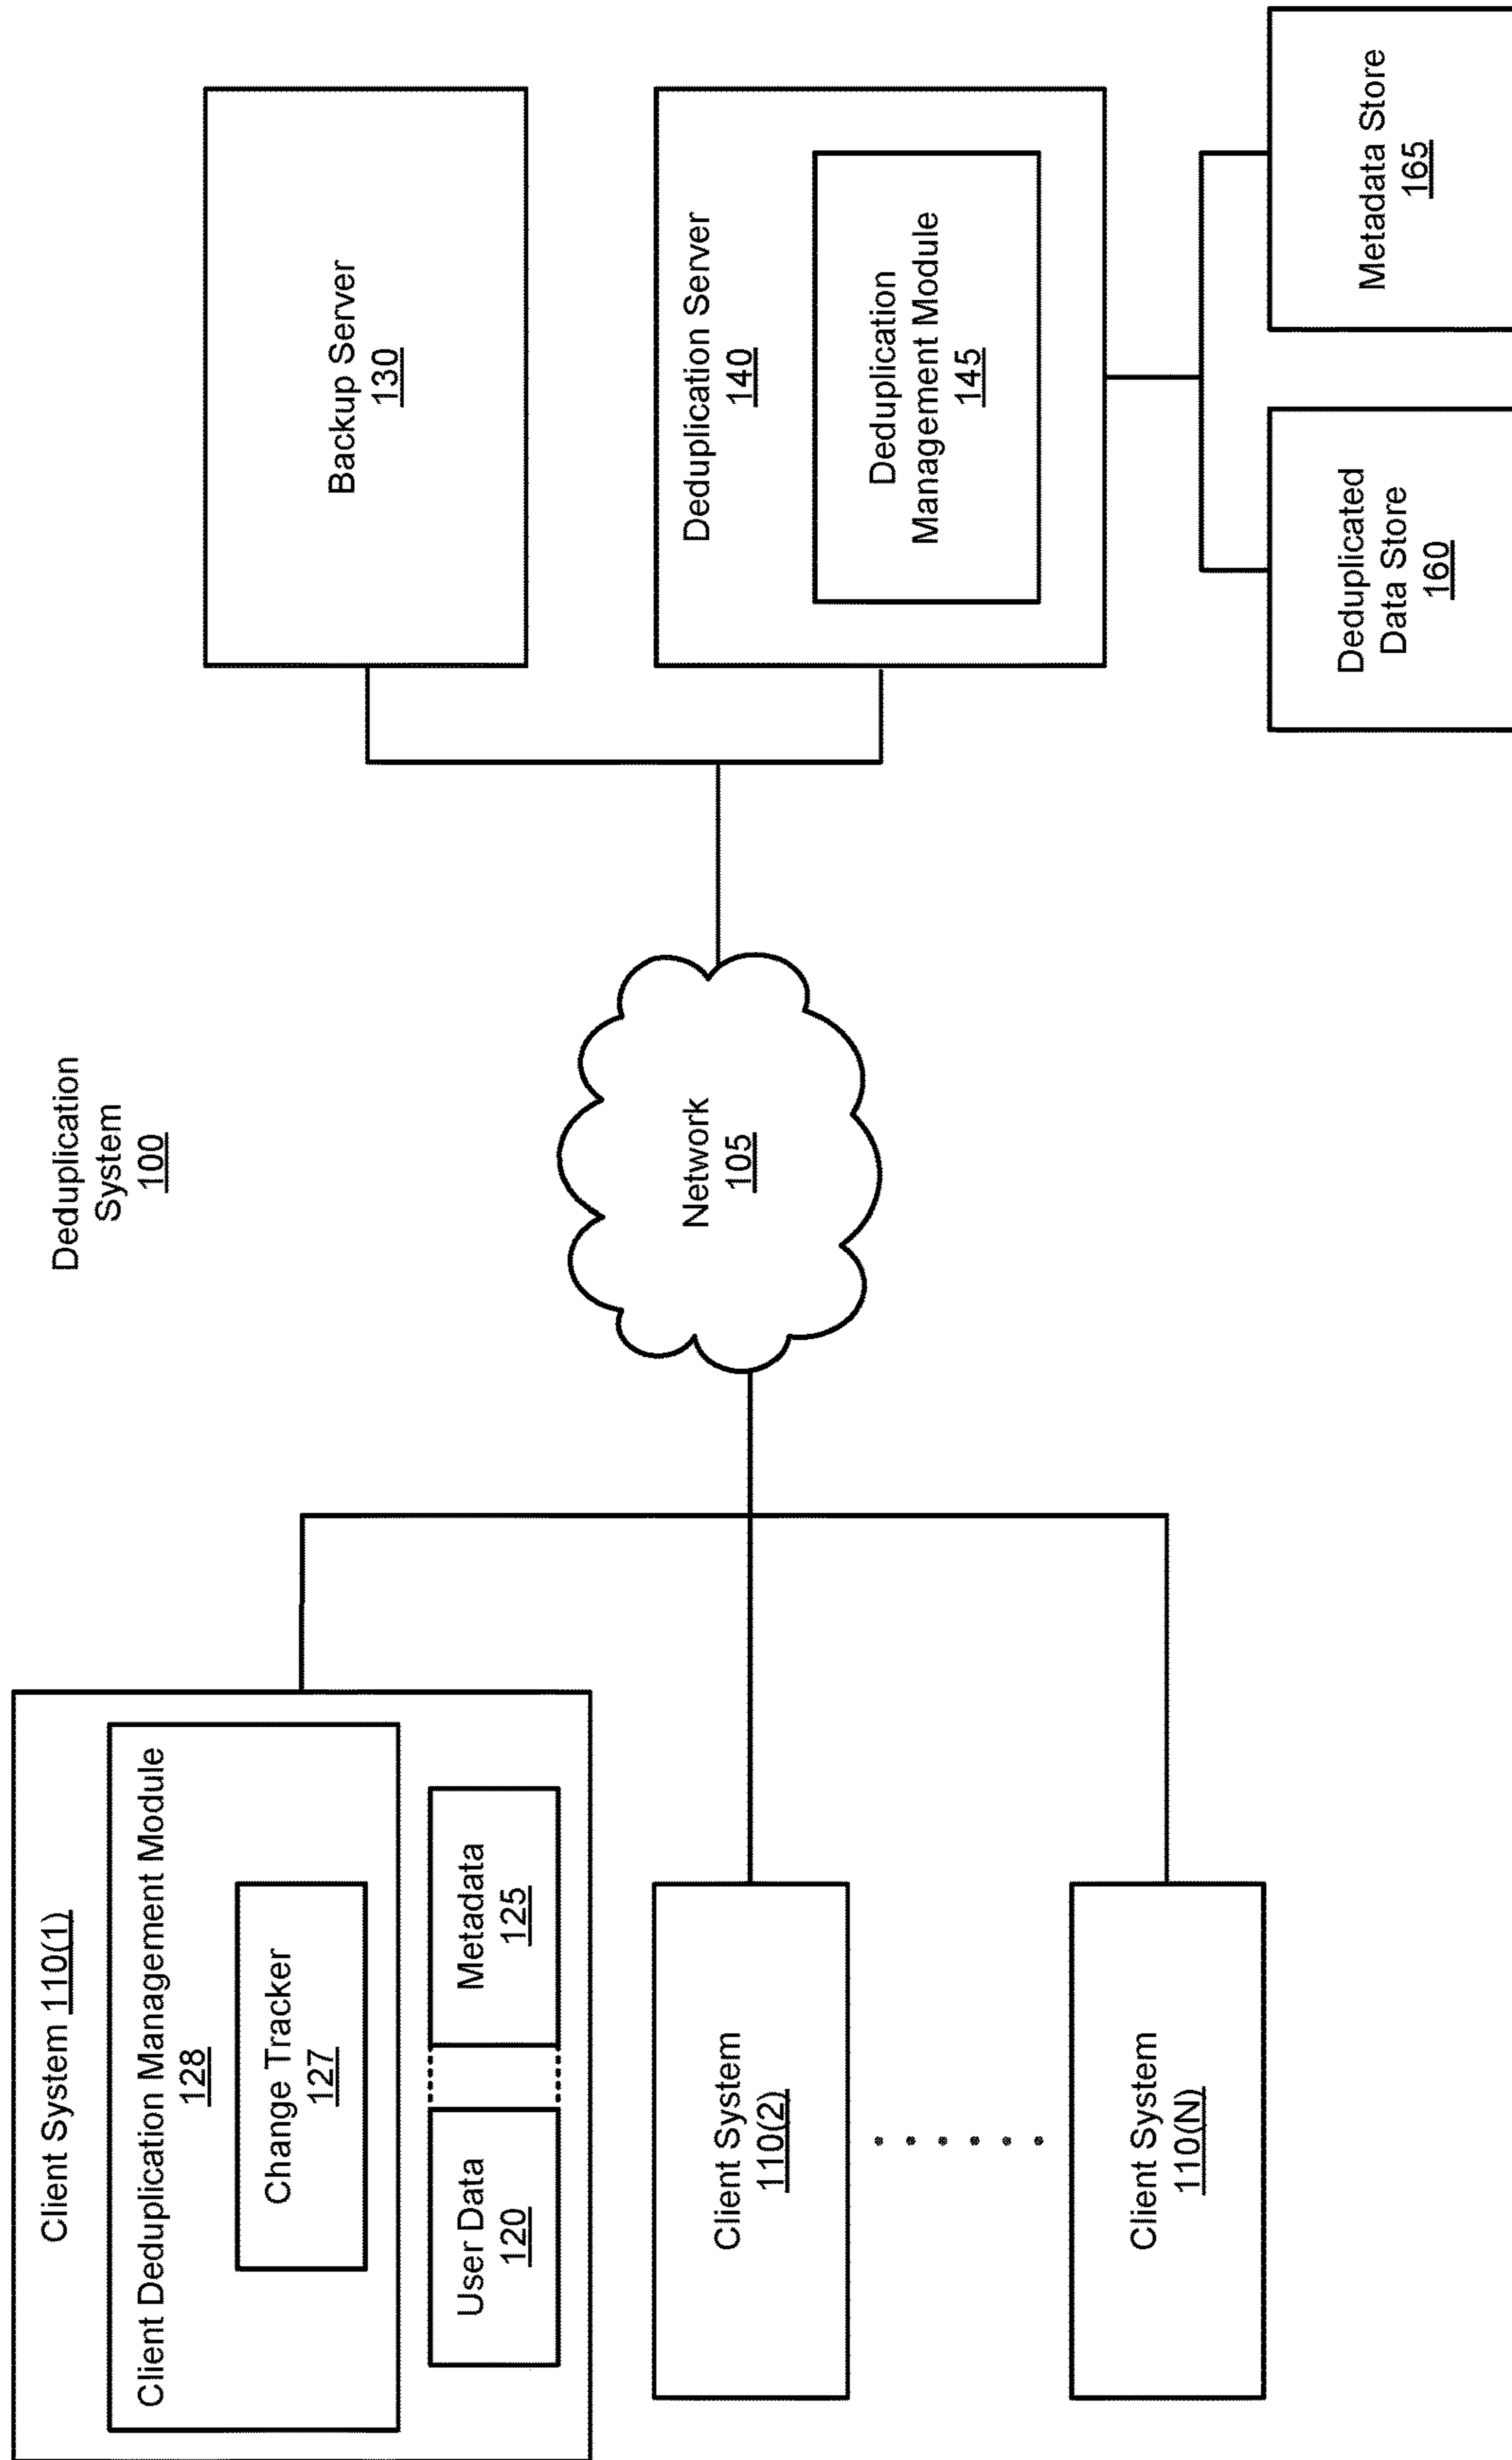 Deduplication
System
100
Client System 110(1)
Client Deduplication Management Module
128
Change Tracker
127
User Data
120
Metadata
125
Client System
110(2)
Client System
110(N)
Network
105
Backup Server
130
Deduplication Server
140
Deduplication
Management Module
145
Deduplicated
Data Store
160
Metadata Store
165